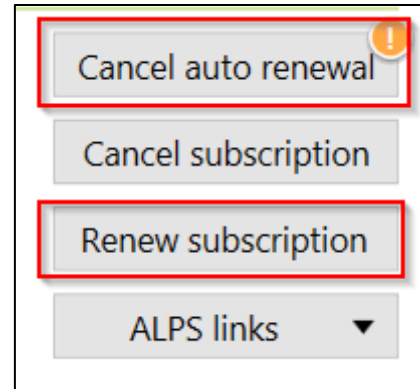 Cancel auto renewal
!
Cancel subscription
Renew subscription
ALPS links